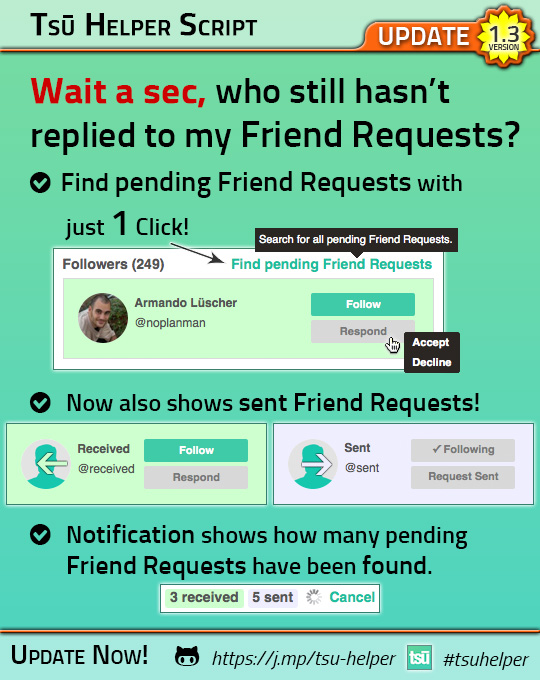 Tsū Helper Script
UPDATE
1.3
VERSION
Wait a sec, who still hasn't
replied to my Friend Requests?
Find pending Friend Requests with
just 1 Click!
Search for all pending Friend Requests.
Followers (249)
Find pending Friend Requests
Armando Lüscher
@noplanman
Follow
Respond
Accept
Decline
Now also shows sent Friend Requests!
Received
@received
Follow
Respond
Sent
@sent
✓Following
Request Sent
Notification shows how many pending
Friend Requests have been found.
3 received 5 sent Cancel
Update Now!
https://j.mp/tsu-helper
tsū
#tsuhelper